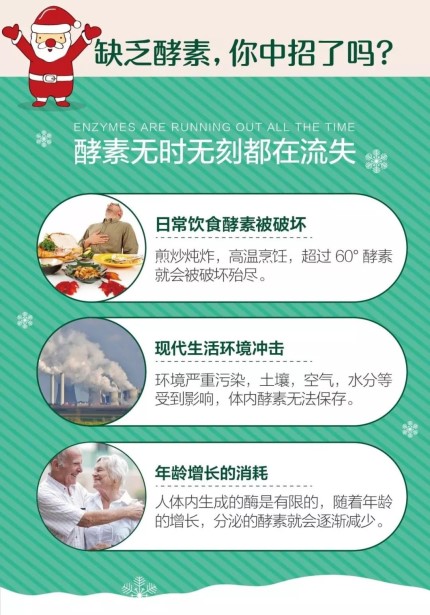 缺乏酵素,你中招了吗?
ENZYMES ARE RUNNING OUT ALL THE TIME
酵素无时无刻都在流失
日常饮食酵素被破坏
煎炒炖炸,高温烹饪,超过 60° 酵素
就会被破坏殆尽。
现代生活环境冲击
环境严重污染,土壤,空气,水分等
受到影响,体内酵素无法保存。
年龄增长的消耗
人体内生成的酶是有限的,随着年龄
的增长,分泌的酵素就会逐渐减少。